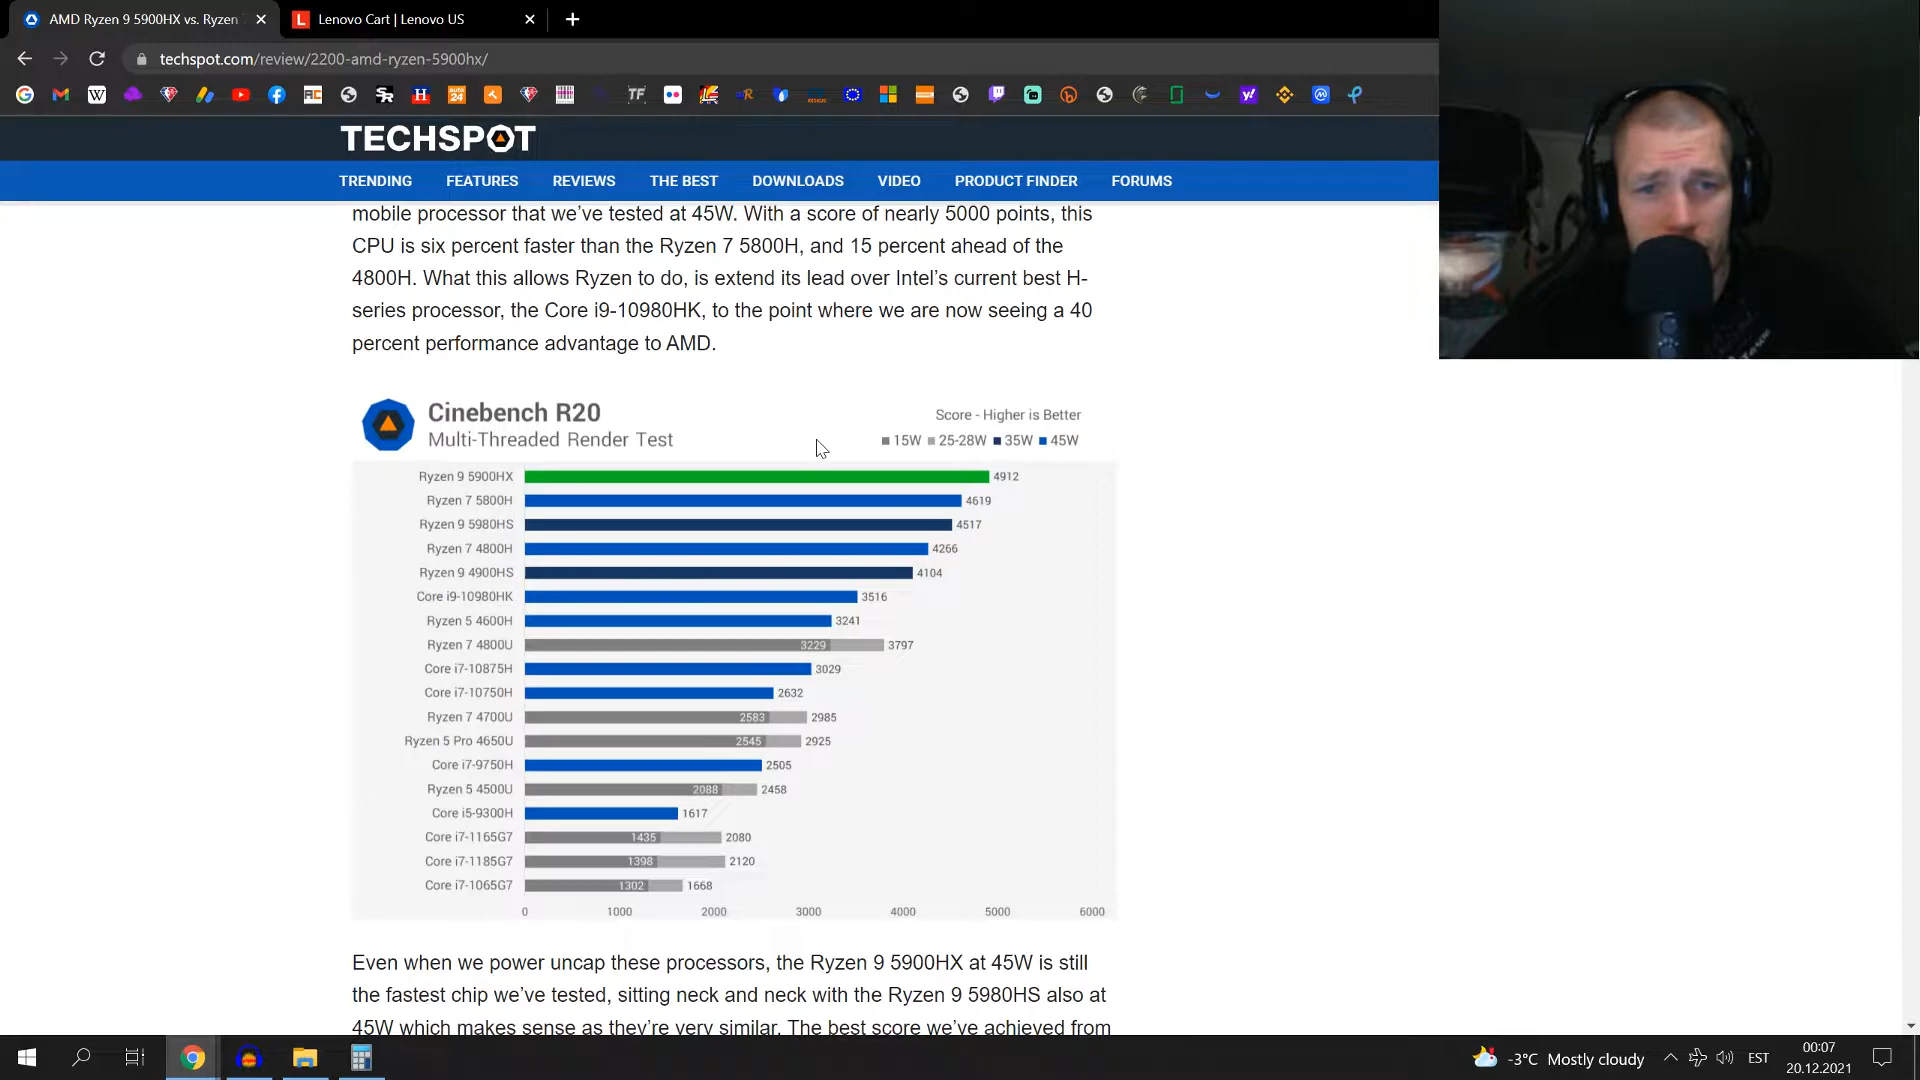 AMD Ryzen 9 5900HX vs. Ryzen
Lenovo Cart | Lenovo US
techspot.com/review/2200-amd-ryzen-5900hx/
TECHSPOT
TRENDING FEATURES REVIEWS THE BEST DOWNLOADS VIDEO PRODUCT FINDER FORUMS
mobile processor that we've tested at 45W. With a score of nearly 5000 points, this
CPU is six percent faster than the Ryzen 7 5800H, and 15 percent ahead of the
4800H. What this allows Ryzen to do, is extend its lead over Intel's current best H-
series processor, the Core i9-10980HK, to the point where we are now seeing a 40
percent performance advantage to AMD.
Cinebench R20
Multi-Threaded Render Test
Score - Higher is Better
15W 25-28W 35W 45W
Ryzen 9 5900HX 4912
Ryzen 7 5800H 4619
Ryzen 9 5980HS 4517
Ryzen 7 4800H 4266
Ryzen 9 4900HS 4104
Core i9-10980HK 3516
Ryzen 5 4600H 3241
Ryzen 7 4800U 3229 3797
Core i7-10875H 3029
Core i7-10750H 2632
Ryzen 7 4700U 2583 2985
Ryzen 5 Pro 4650U 2545 2925
Core i7-9750H 2505
Ryzen 5 4500U 2088 2458
Core i5-9300H 1617
Core i7-1165G7 1435 2080
Core i7-1185G7 1398 2120
Core i7-1065G7 1302 1668
0 1000 2000 3000 4000 5000 6000
Even when we power uncap these processors, the Ryzen 9 5900HX at 45W is still
the fastest chip we've tested, sitting neck and neck with the Ryzen 9 5980HS also at
45W which makes sense as they're very similar. The best score we've achieved from
-3°C Mostly cloudy
EST
00:07
20.12.2021